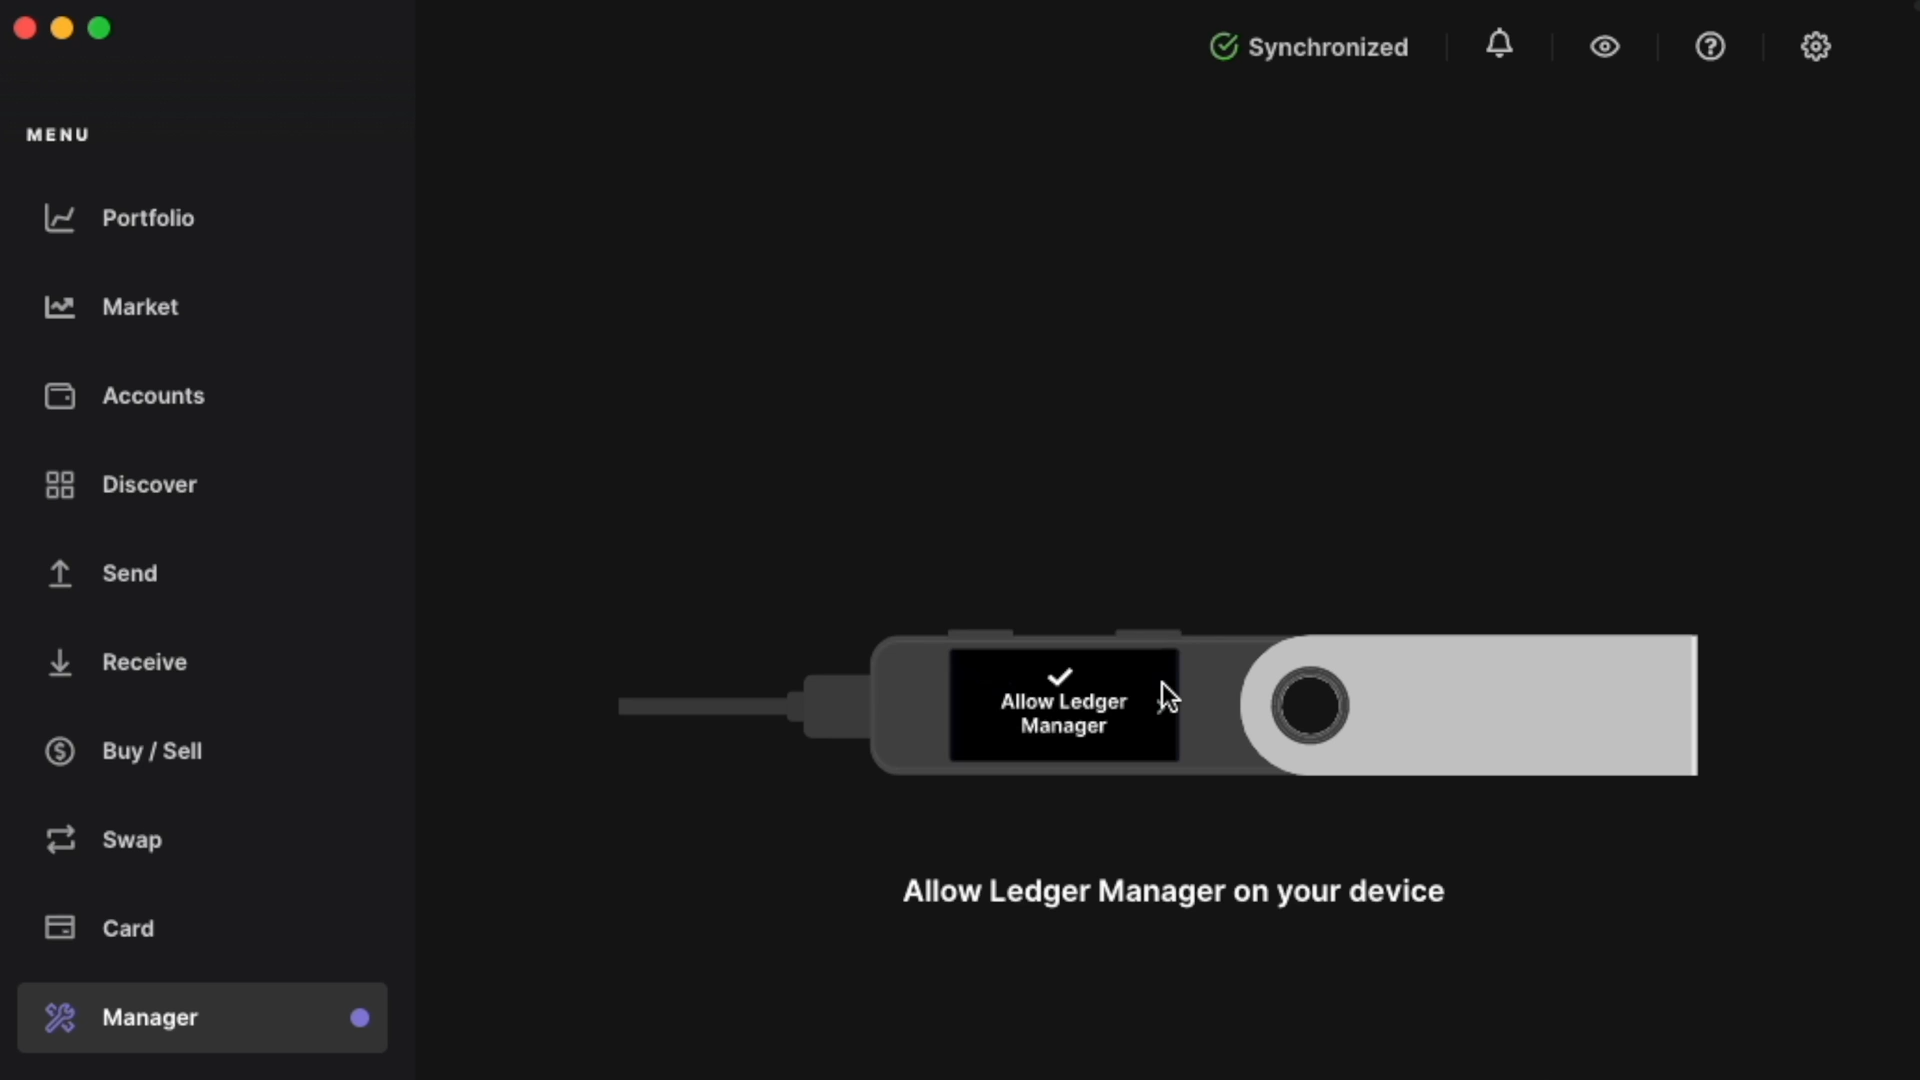 Synchronized
MENU
Portfolio
Market
Accounts
Discover
Send
Receive
Buy / Sell
Swap
Card
Manager
Allow Ledger
Manager
Allow Ledger Manager on your device